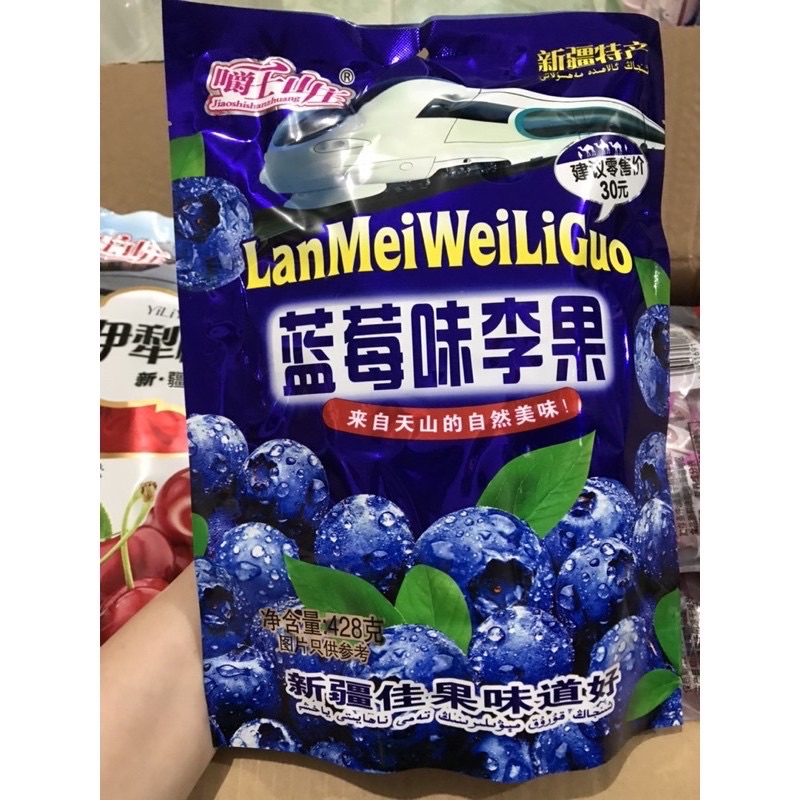 嚼士山庄®
Jiaoshishanzhuang
新疆特产
建议零售价
30元
LanMeiWeiLiGuo
蓝莓味李果
来自天山的自然美味！
净含量:428克
图片只供参考
新疆佳果味道好
伊犁
新·疆